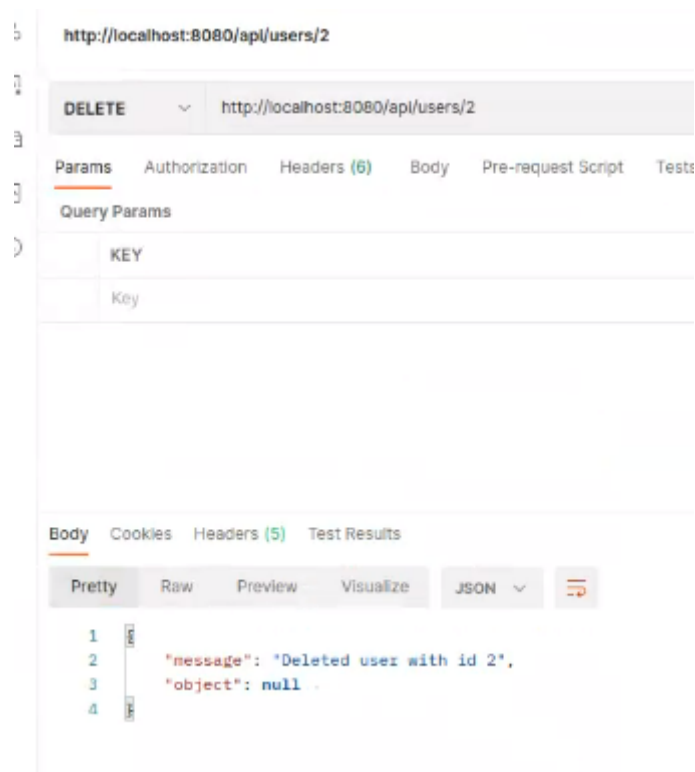 http://localhost:8080/api/users/2
DELETE http://localhost:8080/api/users/2
Params Authorization Headers (6) Body Pre-request Script Tests
Query Params
KEY
Key
Body Cookies Headers (5) Test Results
Pretty Raw Preview Visualize JSON
1 {
2 "message": "Deleted user with id 2",
3 "object": null
4 }